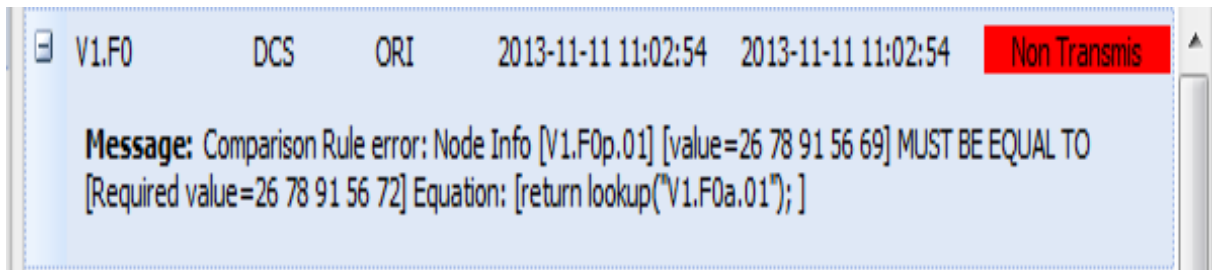 V1.F0 DCS ORI 2013-11-11 11:02:54 2013-11-11 11:02:54 Non Transmis
Message: Comparison Rule error: Node Info [V1.F0p.01] [value=26 78 91 56 69] MUST BE EQUAL TO
[Required value=26 78 91 56 72] Equation: [return lookup("V1.F0a.01"); ]